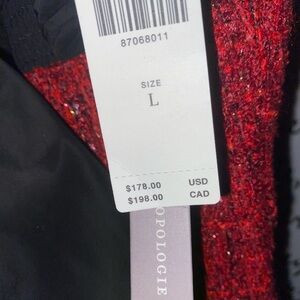 87068011
SIZE
L
$178.00 USD
$198.00 CAD
OPOLOGIE